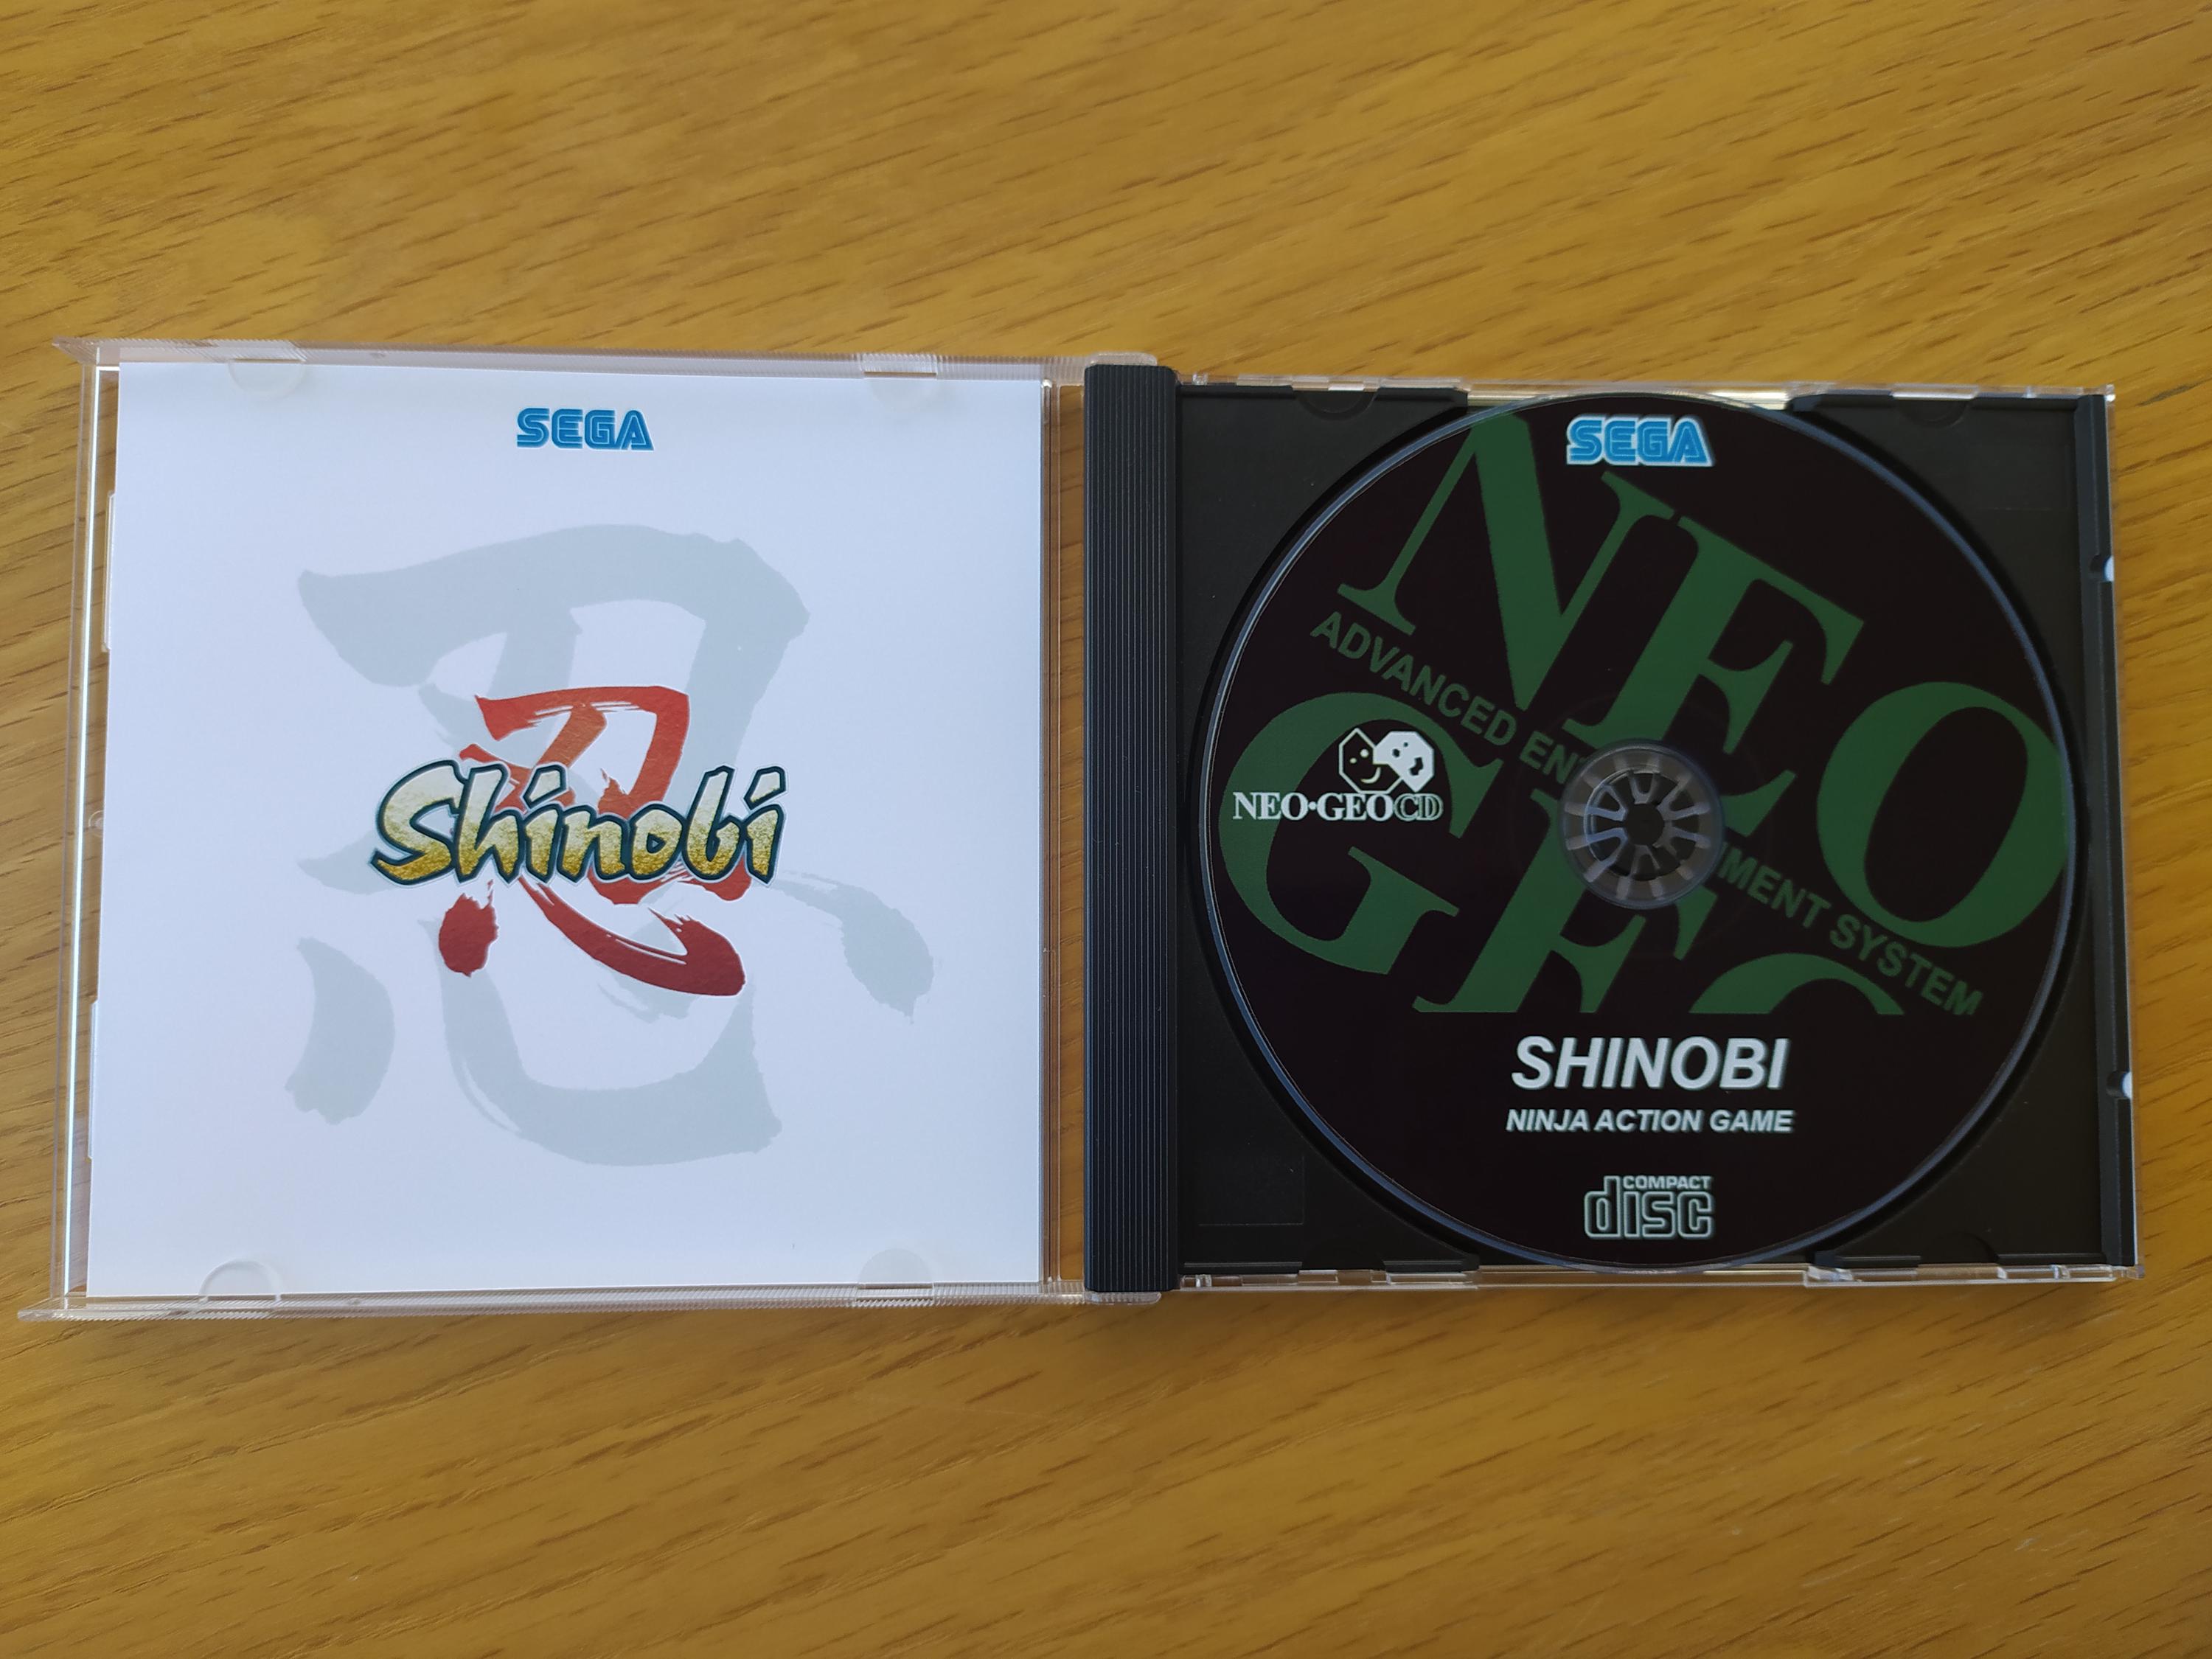 SEGA
忍
忍
Shinobi
SEGA
NEO
ADVANCED ENT MENT SYSTEM
GEO
NEO•GEO CD
SHINOBI
NINJA ACTION GAME
COMPACT
disc